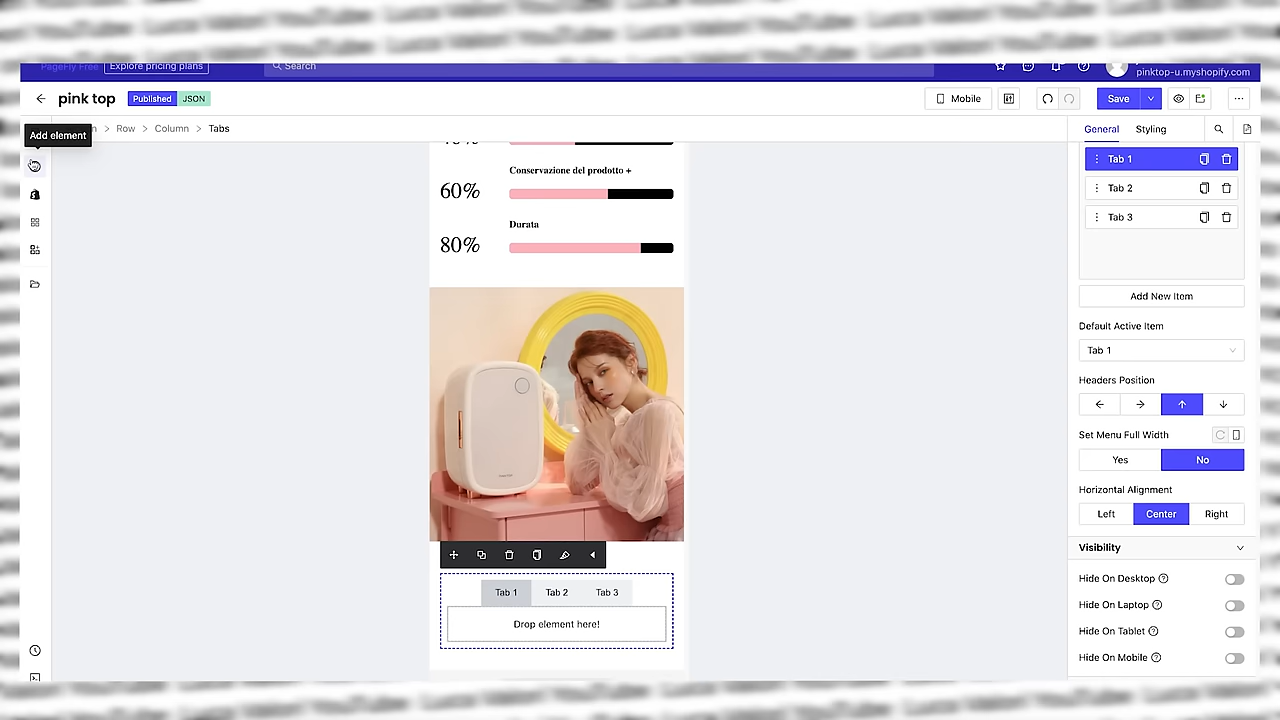 PageFly Free Explore pricing plans Search
pinktop-u.myshopify.com
pink top Published JSON Mobile Save
Row > Column > Tabs
General Styling
Add element
Tab 1
Tab 2
Tab 3
Add New Item
Default Active Item
Tab 1
Headers Position
Set Menu Full Width
Yes No
Horizontal Alignment
Left Center Right
Visibility
Hide On Desktop
Hide On Laptop
Hide On Tablet
Hide On Mobile
Conservazione del prodotto +
60%
Durata
80%
Tab 1 Tab 2 Tab 3
Drop element here!